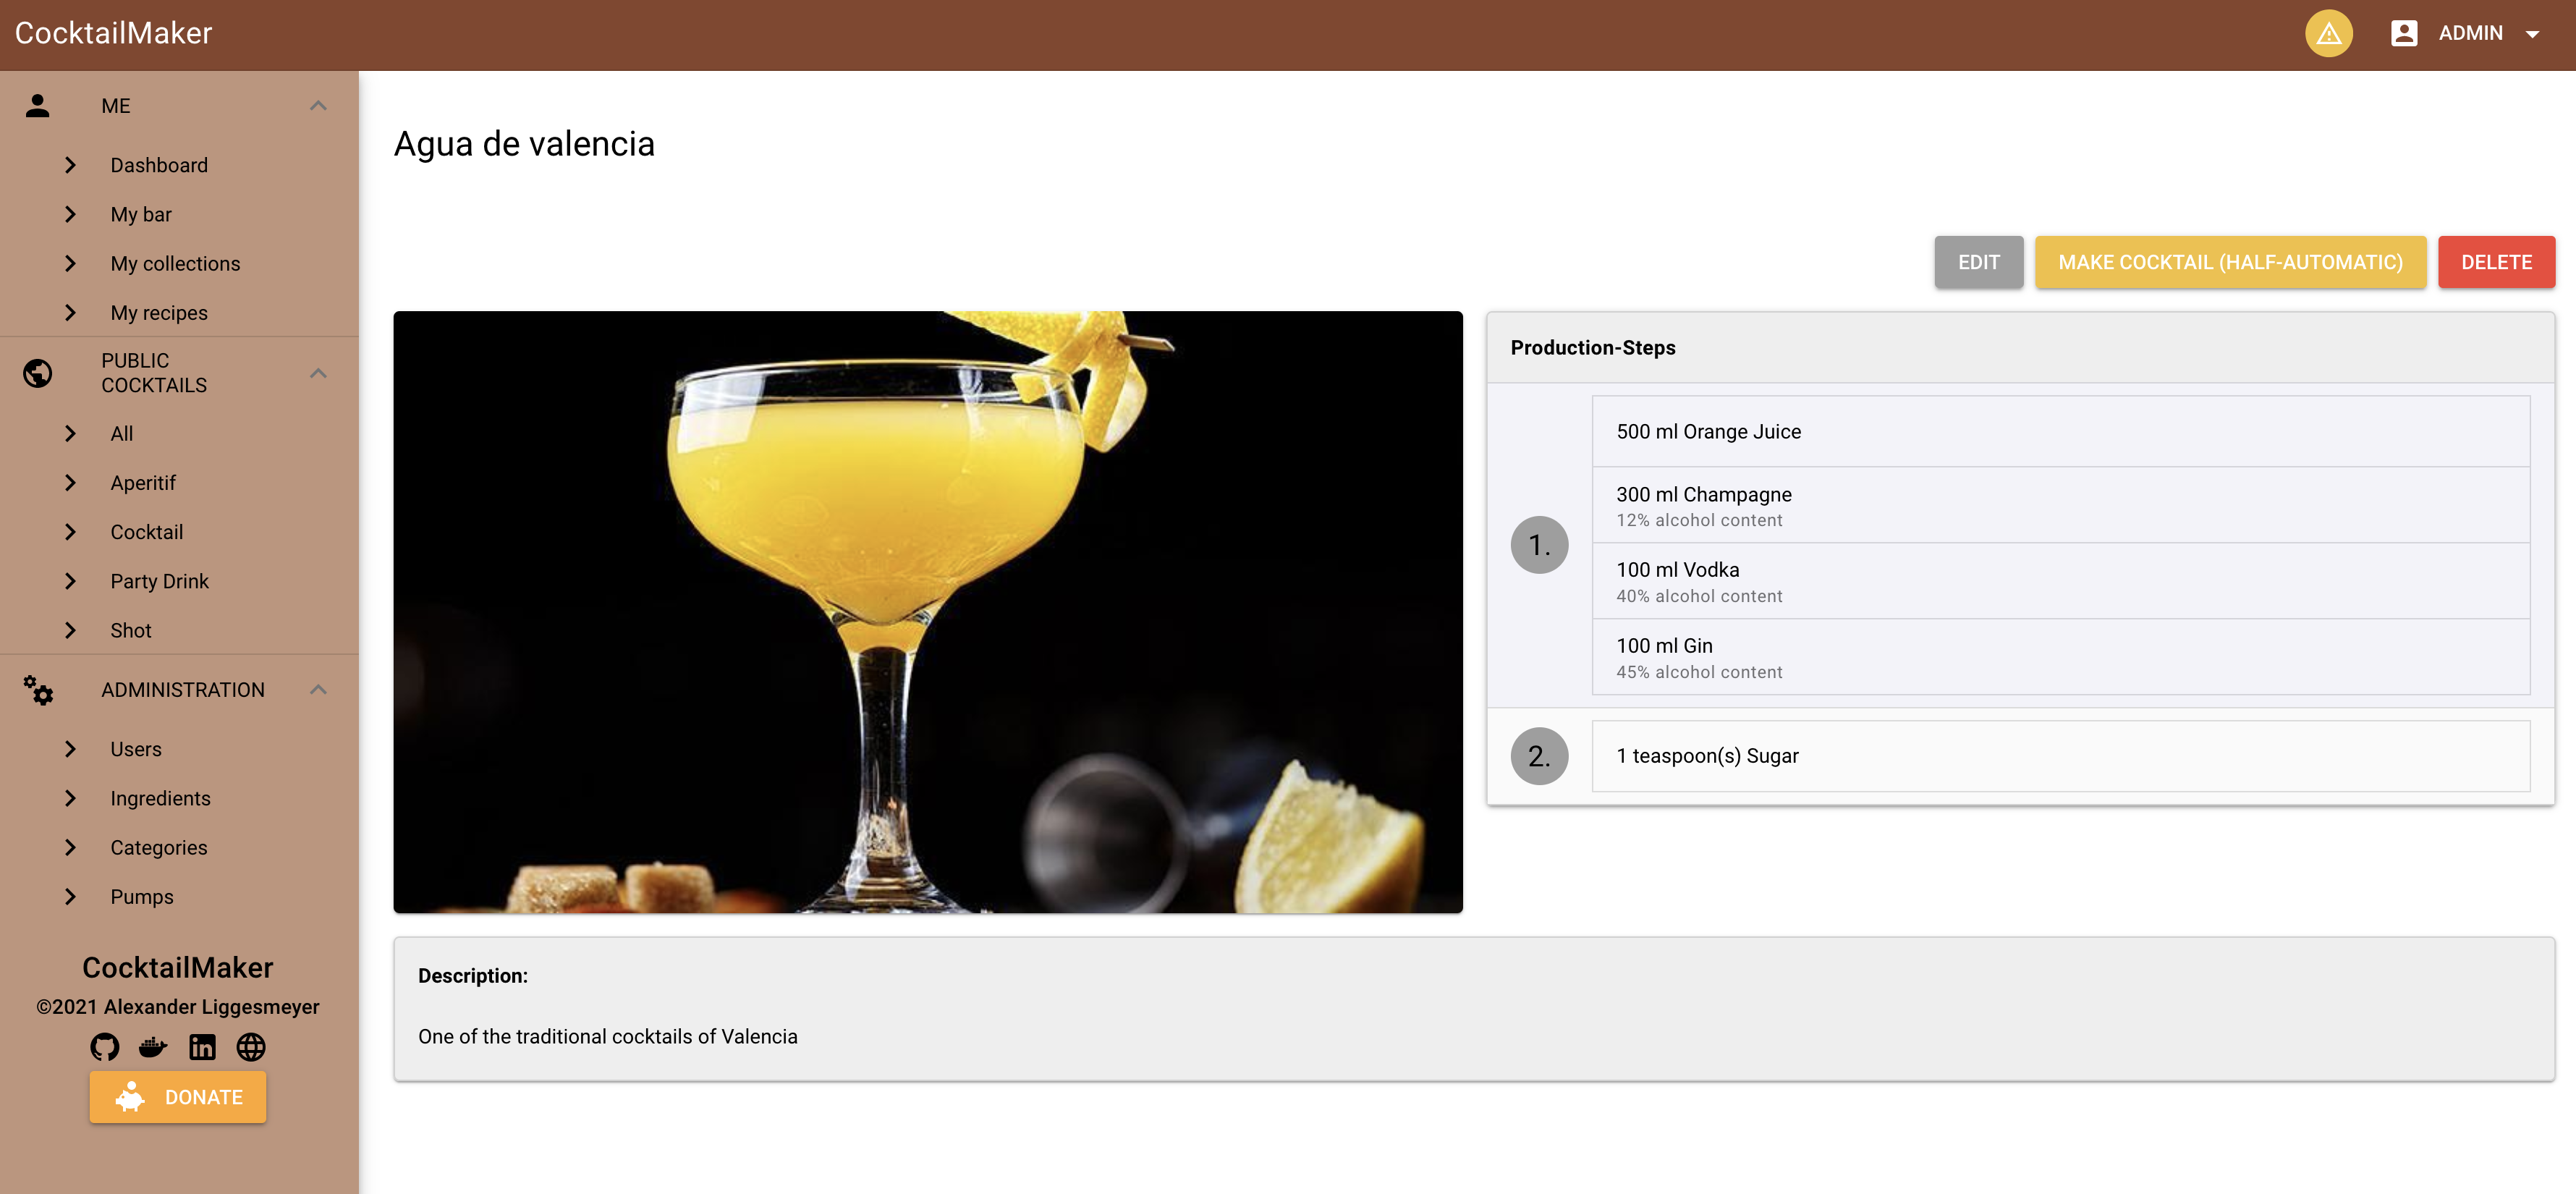 CocktailMaker
ADMIN
ME
Dashboard
My bar
My collections
My recipes
PUBLIC
COCKTAILS
All
Aperitif
Cocktail
Party Drink
Shot
ADMINISTRATION
Users
Ingredients
Categories
Pumps
CocktailMaker
©2021 Alexander Liggesmeyer
in
DONATE
Agua de valencia
EDIT
MAKE COCKTAIL (HALF-AUTOMATIC)
DELETE
Production-Steps
1.
500 ml Orange Juice
300 ml Champagne
12% alcohol content
100 ml Vodka
40% alcohol content
100 ml Gin
45% alcohol content
2.
1 teaspoon(s) Sugar
Description:
One of the traditional cocktails of Valencia